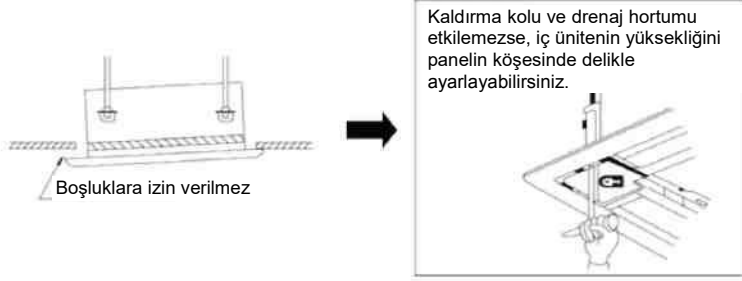 Kaldırma kolu ve drenaj hortumu
etkilemezse, iç ünitenin yüksekliğini
panelin köşesinde delikle
ayarlayabilirsiniz.
Boşluklara izin verilmez